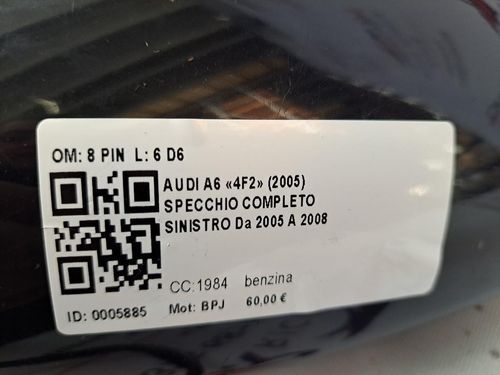 OM: 8 PIN L: 6 D6
AUDI A6 «4F2» (2005)
SPECCHIO COMPLETO
SINISTRO Da 2005 A 2008
CC:1984 benzina
ID: 0005885 Mot: BPJ 60,00 €